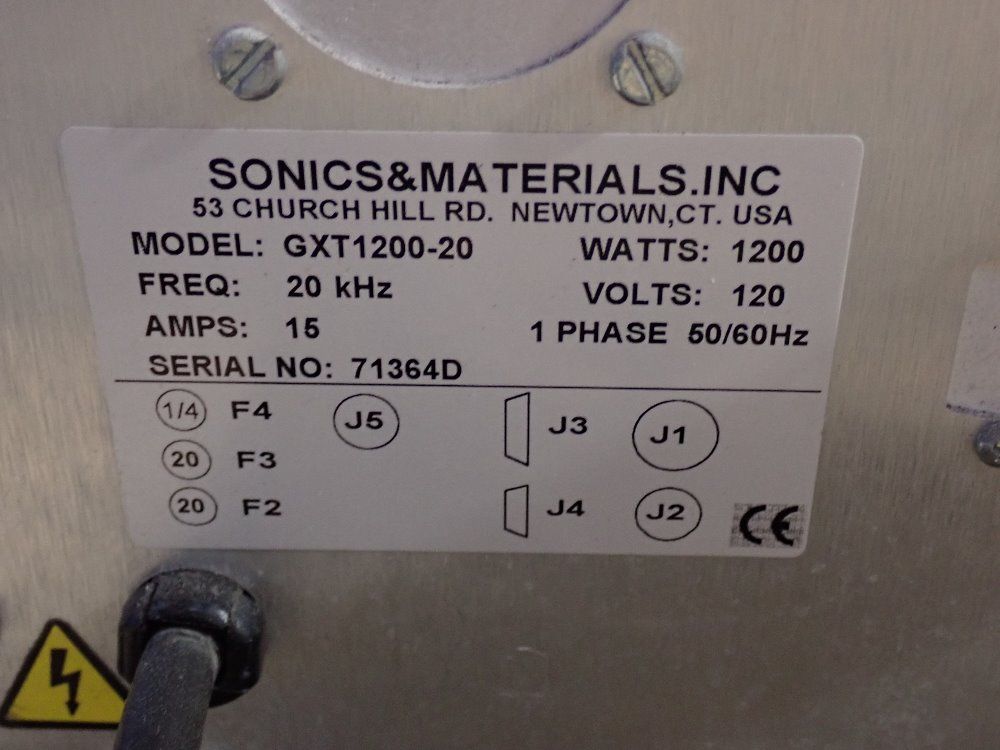 SONICS&MATERIALS.INC
53 CHURCH HILL RD. NEWTOWN,CT. USA
MODEL: GXT1200-20 WATTS: 1200
FREQ: 20 kHz VOLTS: 120
AMPS: 15 1 PHASE 50/60Hz
SERIAL NO: 71364D
1/4 F4 J5 J3 J1
20 F3
20 F2 J4 J2 CE